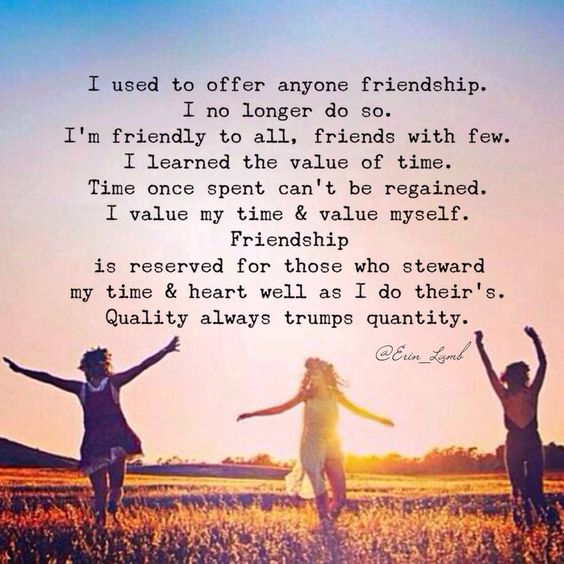 I used to offer anyone friendship.
I no longer do so.
I'm friendly to all, friends with few.
I learned the value of time.
Time once spent can't be regained.
I value my time & value myself.
Friendship
is reserved for those who steward
my time & heart well as I do their's.
Quality always trumps quantity.
@Erin_Lamb